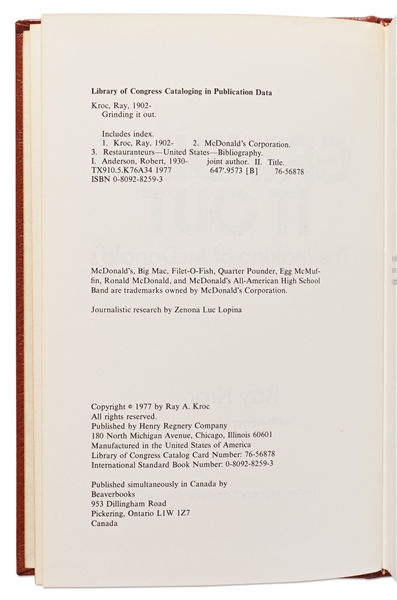 Library of Congress Cataloging in Publication Data
Kroc, Ray, 1902-
Grinding it out.
Includes index.
1. Kroc, Ray, 1902- 2. McDonald's Corporation.
3. Restauranteurs—United States—Bibliography.
I. Anderson, Robert, 1930- joint author. II. Title.
TX910.5.K76A34 1977 647'.9573 [B] 76-56878
ISBN 0-8092-8259-3
McDonald's, Big Mac, Filet-O-Fish, Quarter Pounder, Egg McMuf-
fin, Ronald McDonald, and McDonald's All-American High School
Band are trademarks owned by McDonald's Corporation.
Journalistic research by Zenona Luc Lopina
Copyright © 1977 by Ray A. Kroc
All rights reserved.
Published by Henry Regnery Company
180 North Michigan Avenue, Chicago, Illinois 60601
Manufactured in the United States of America
Library of Congress Catalog Card Number: 76-56878
International Standard Book Number: 0-8092-8259-3
Published simultaneously in Canada by
Beaverbooks
953 Dillingham Road
Pickering, Ontario L1W 1Z7
Canada